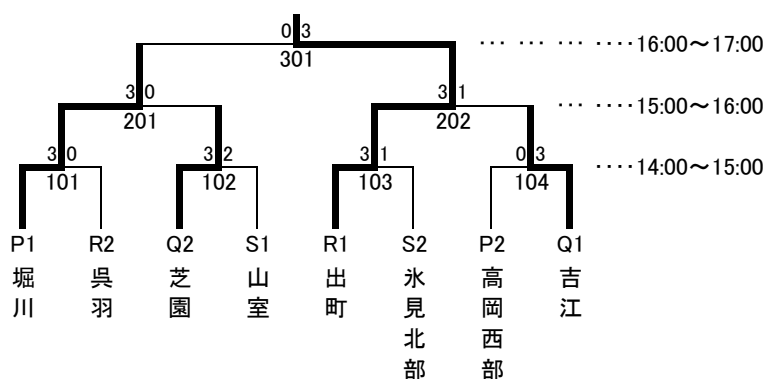 0 3
301
… … … ‥‥16:00～17:00
3 0
201
3 1
202
… … ‥‥15:00～16:00
3 0
101
3 2
102
3 1
103
0 3
104
… ‥‥14:00～15:00
P1
R2
Q2
S1
R1
S2
P2
Q1
堀川
呉羽
芝園
山室
出町
氷見北部
高岡西部
吉江